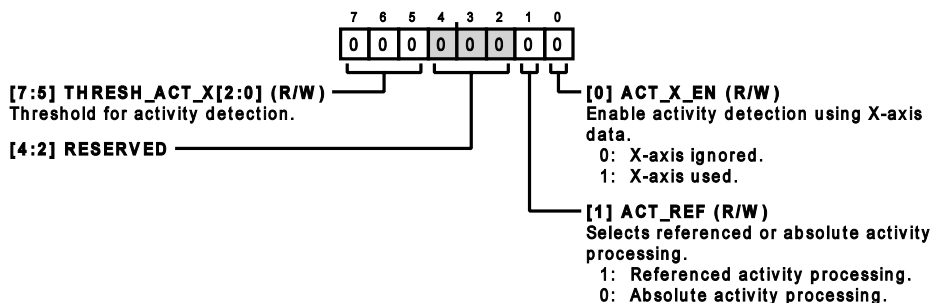 7 6 5 4 3 2 1 0
0 0 0 0 0 0 0 0
[7:5] THRESH_ACT_X[2:0] (R/W)
Threshold for activity detection.
[4:2] RESERVED
[0] ACT_X_EN (R/W)
Enable activity detection using X-axis
data.
0: X-axis ignored.
1: X-axis used.
[1] ACT_REF (R/W)
Selects referenced or absolute activity
processing.
1: Referenced activity processing.
0: Absolute activity processing.